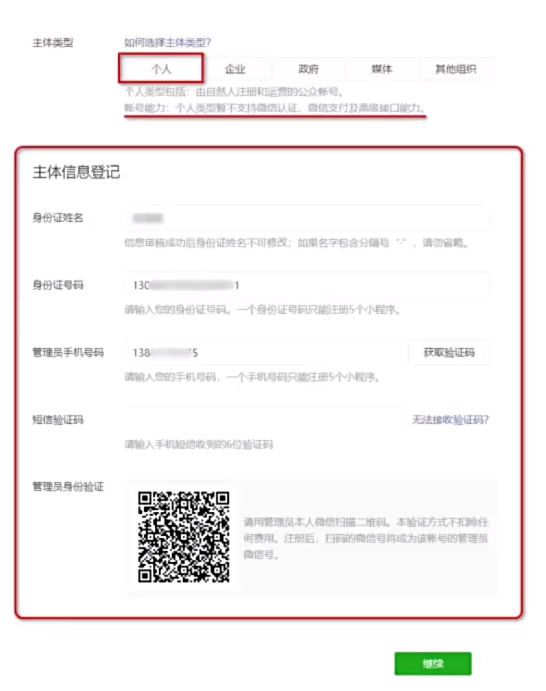 主体类型
如何选择主体类型?
个人
企业
政府
媒体
其他组织
个人类型包括：由自然人注册和运营的公众帐号。
帐号能力：个人类型暂不支持微信认证、微信支付及高级接口能力。
主体信息登记
身份证姓名
信息审核成功后身份证姓名不可修改；如果名字包含分隔号 "·" ，请勿省略。
身份证号码
130 1
请输入您的身份证号码。一个身份证号码只能注册5个小程序。
管理员手机号码
138 5
获取验证码
请输入您的手机号码，一个手机号码只能注册5个小程序。
短信验证码
无法接收验证码?
请输入手机短信收到的6位验证码
管理员身份验证
请用管理员本人微信扫描二维码。本验证方式不扣除任
何费用。注册后，扫码的微信号将成为该帐号的管理员
微信号。
继续